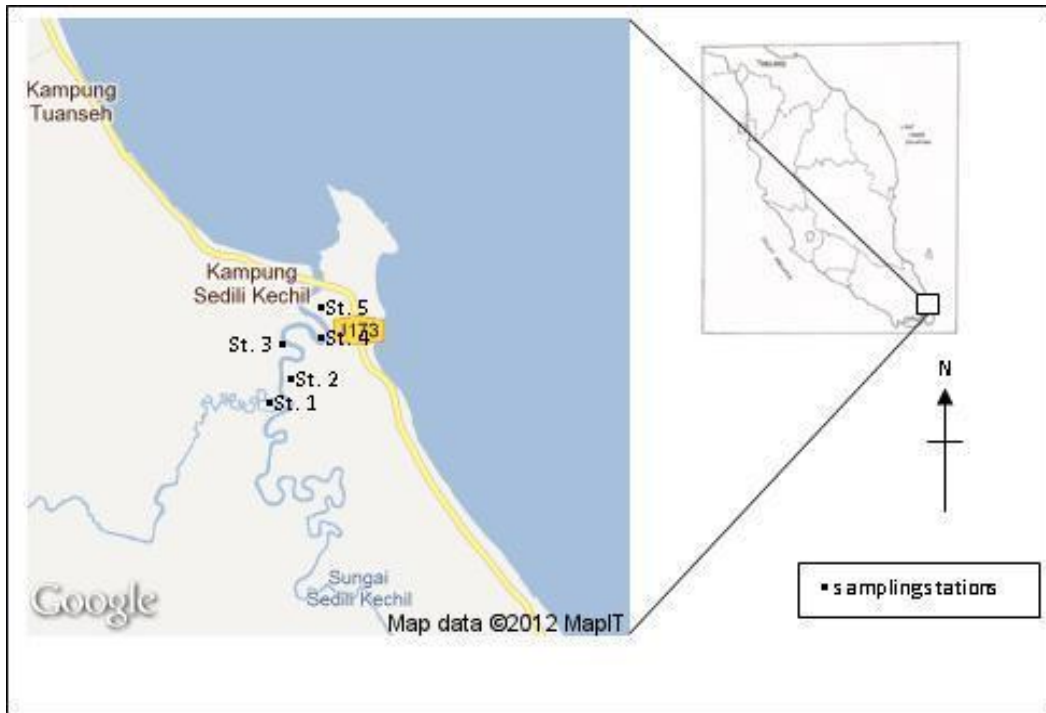 Kampung
Tuanseh
Kampung
Sedili Kechil
St. 5
J173
St. 4
St. 3
St. 2
St. 1
Sungai
Sedili Kechil
Google
Map data ©2012 MapIT
N
samplingstations